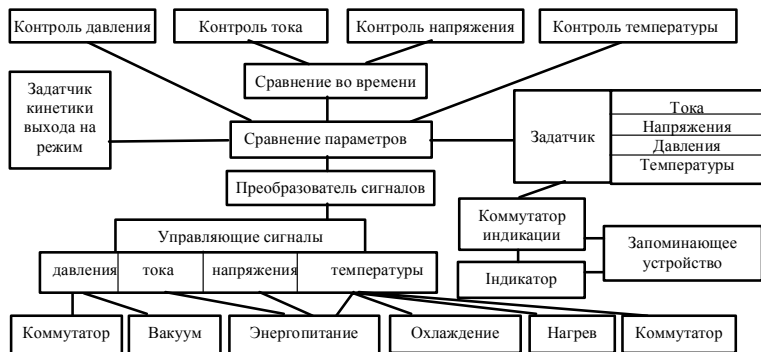 Контроль давления
Контроль тока
Контроль напряжения
Контроль температуры
Сравнение во времени
Задатчик
кинетики
выхода на
режим
Сравнение параметров
Задатчик
Тока
Напряжения
Давления
Температуры
Преобразователь сигналов
Управляющие сигналы
давления
тока
напряжения
температуры
Коммутатор
индикации
Індикатор
Запоминающее
устройство
Коммутатор
Вакуум
Энергопитание
Охлаждение
Нагрев
Коммутатор